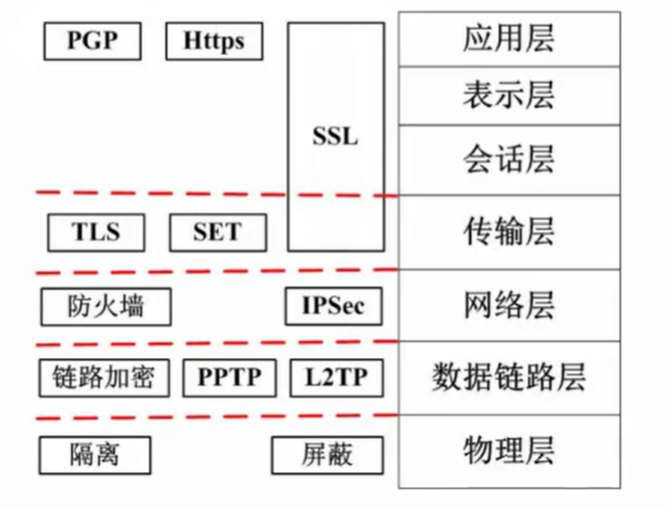 PGP Https 应用层
表示层
SSL
会话层
TLS SET 传输层
防火墙 IPSec 网络层
链路加密 PPTP L2TP 数据链路层
隔离 屏蔽 物理层